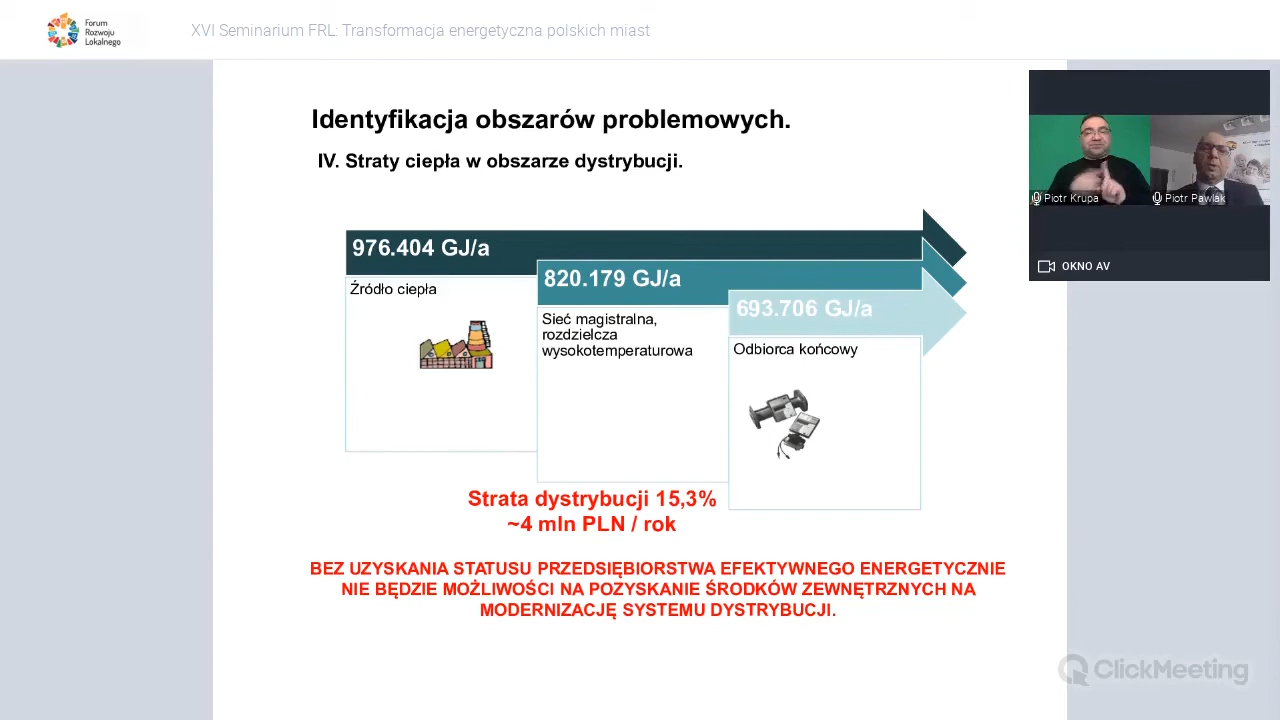 Forum
Rozwoju
Lokalnego
XVI Seminarium FRL: Transformacja energetyczna polskich miast
Identyfikacja obszarów problemowych.
IV. Straty ciepła w obszarze dystrybucji.
976.404 GJ/a
Źródło ciepła
820.179 GJ/a
Sieć magistralna,
rozdzielcza
wysokotemperaturowa
693.706 GJ/a
Odbiorca końcowy
Strata dystrybucji 15,3%
~4 mln PLN / rok
BEZ UZYSKANIA STATUSU PRZEDSIĘBIORSTWA EFEKTYWNEGO ENERGETYCZNIE
NIE BĘDZIE MOŻLIWOŚCI NA POZYSKANIE ŚRODKÓW ZEWNĘTRZNYCH NA
MODERNIZACJĘ SYSTEMU DYSTRYBUCJI.
Piotr Krupa
Piotr Pawlak
OKNO AV
ClickMeeting